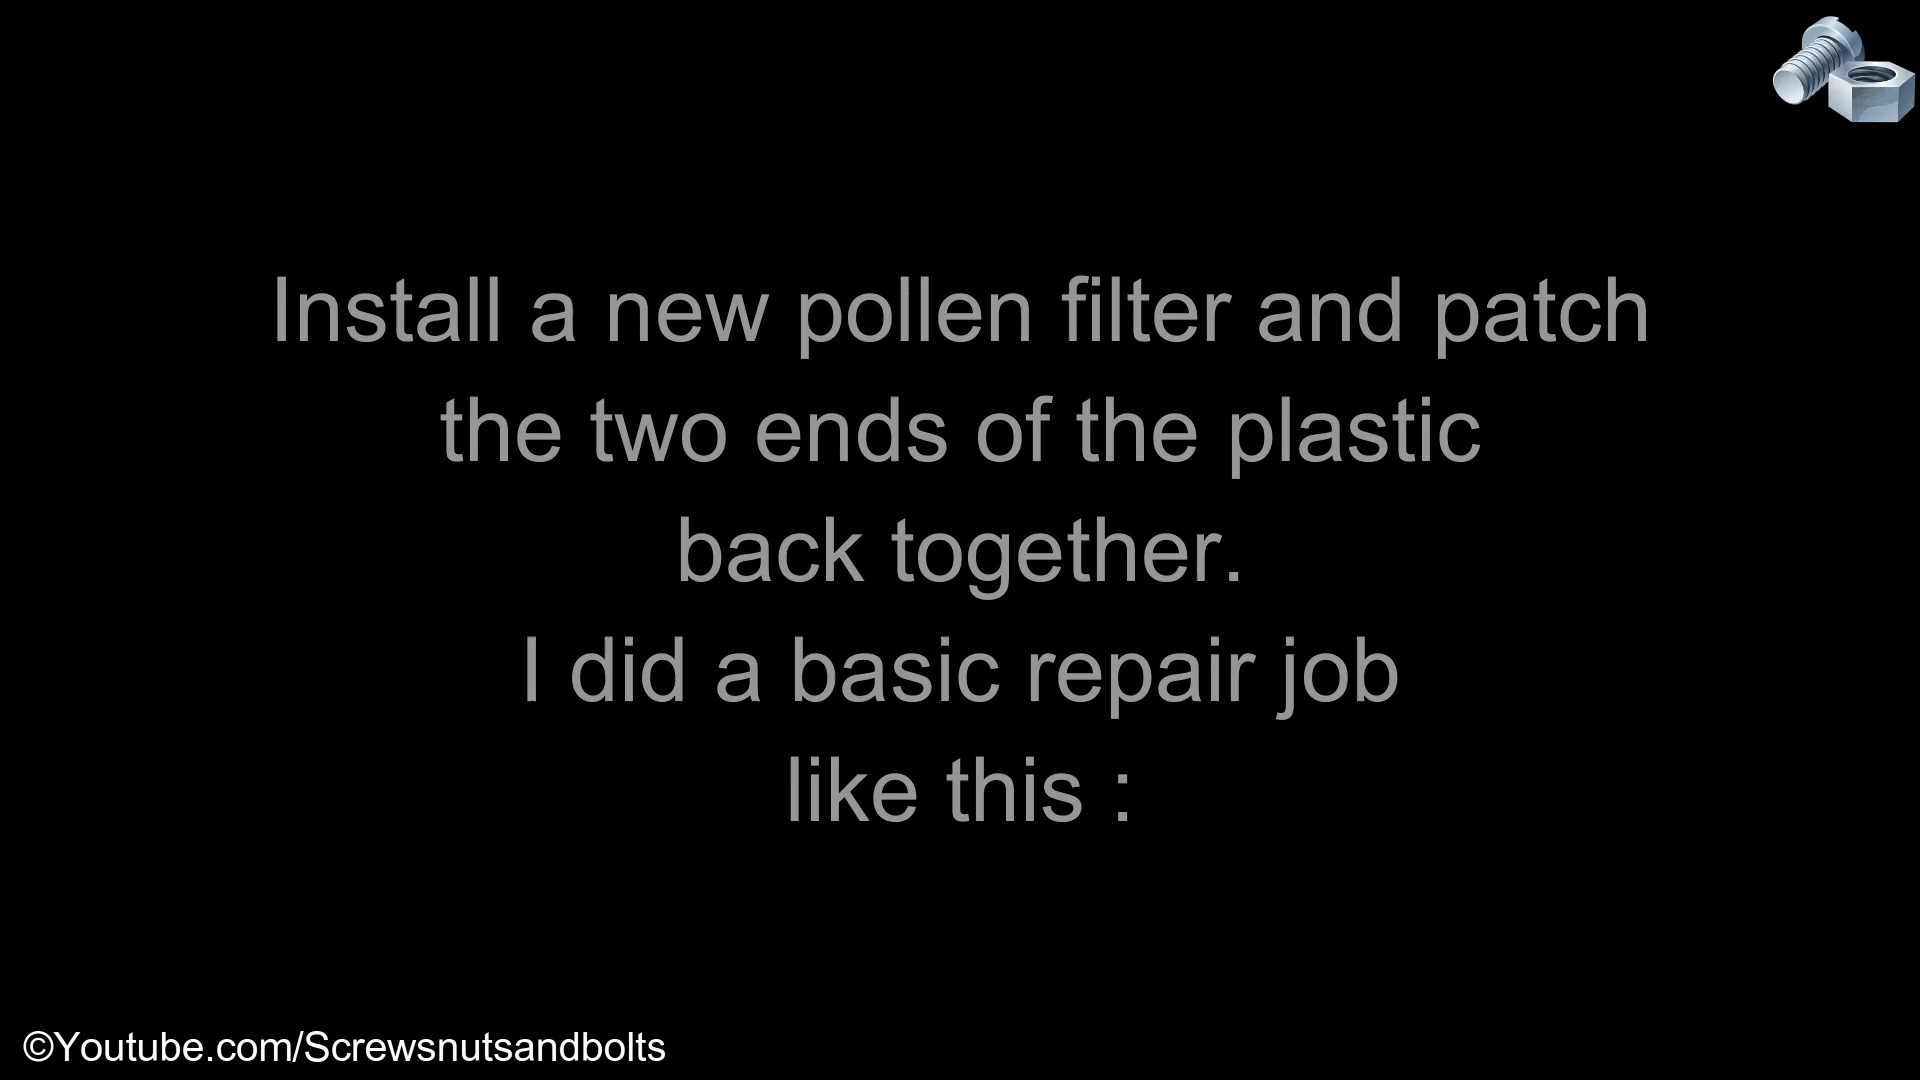 Install a new pollen filter and patch
the two ends of the plastic
back together.
I did a basic repair job
like this :
©Youtube.com/Screwsnutsandbolts